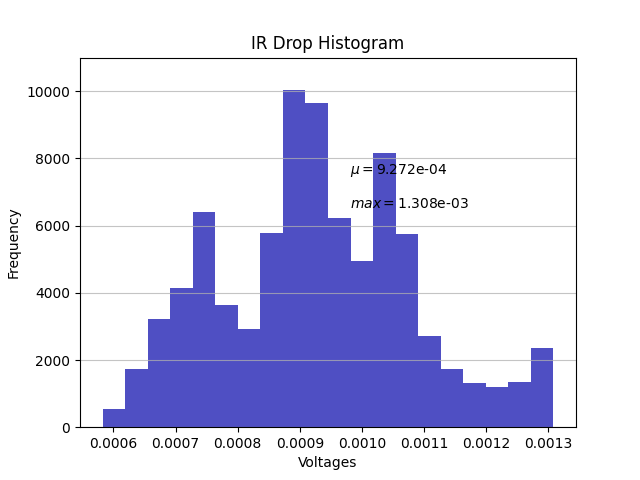 IR Drop Histogram
Frequency
10000
8000
6000
4000
2000
0
μ = 9.272e-04
max = 1.308e-03
0.0006 0.0007 0.0008 0.0009 0.0010 0.0011 0.0012 0.0013
Voltages